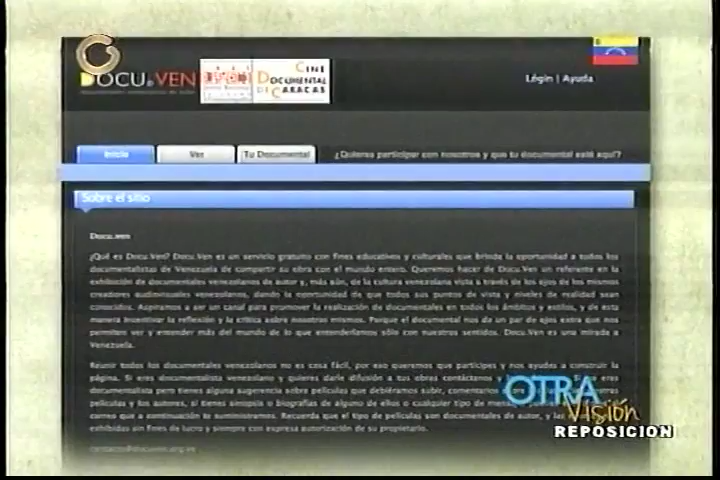 DOCU.VEN
CINE
DOCUMENTAL
DE CARACAS
Lógin | Ayuda
Inicio
Ver
Tu Documental
¿Quieres participar con nosotros y que tu documental esté aquí?
Sobre el sitio
Docu.ven
¿Qué es Docu.Ven? Docu.Ven es un servicio gratuito con fines educativos y culturales que brinda la oportunidad a todos los
documentalistas de Venezuela de compartir su obra con el mundo entero. Queremos hacer de Docu.Ven un referente en la
exhibición de documentales venezolanos de autor y, más aún, de la cultura venezolana vista a través de los ojos de los mismos
creadores audiovisuales venezolanos, dando la oportunidad de que todos sus puntos de vista y niveles de realidad sean
conocidos. Aspiramos a ser un canal para promover la realización de documentales en todos los ámbitos y estilos, y de esta
manera incentivar la reflexión y la crítica sobre nosotros mismos. Porque el documental nos da un par de ojos extra que nos
permiten ver y entender más del mundo de lo que entenderíamos sólo con nuestros sentidos. Docu.Ven es una mirada a
Venezuela.
Reunir todos los documentales venezolanos no es cosa fácil, por eso queremos que participes y nos ayudes a construir la
página. Si eres documentalista venezolano y quieres darle difusión a tus obras contáctanos
documentalista pero tienes alguna sugerencia sobre películas que debiéramos subir, comentarios
películas y los autores, si tienes sinopsis o biografías de alguno de ellos o cualquier tipo de
correo que a continuación te suministramos. Recuerda que el tipo de películas son documentales de autor, y las
exhibidas sin fines de lucro y siempre con expresa autorización de su propietario.
contacto@docuven.org.ve
OTRA
Visión
REPOSICION